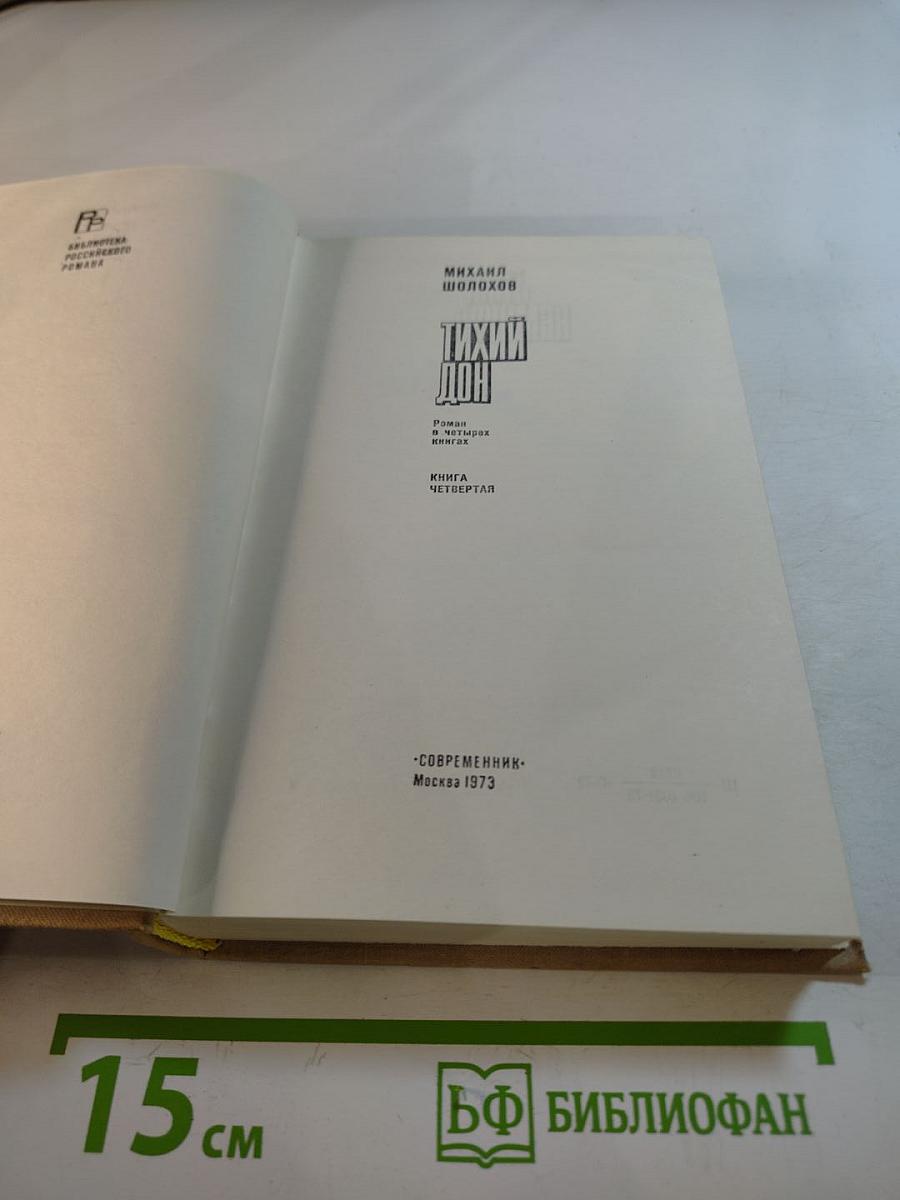 БИБЛИОТЕКА
РОССИЙСКОГО
РОМАНА
МИХАИЛ
ШОЛОХОВ
ТИХИЙ
ДОН
Роман
в четырех
книгах
КНИГА
ЧЕТВЕРТАЯ
«СОВРЕМЕННИК»
Москва 1973
15 см
БФ БИБЛИОФАН